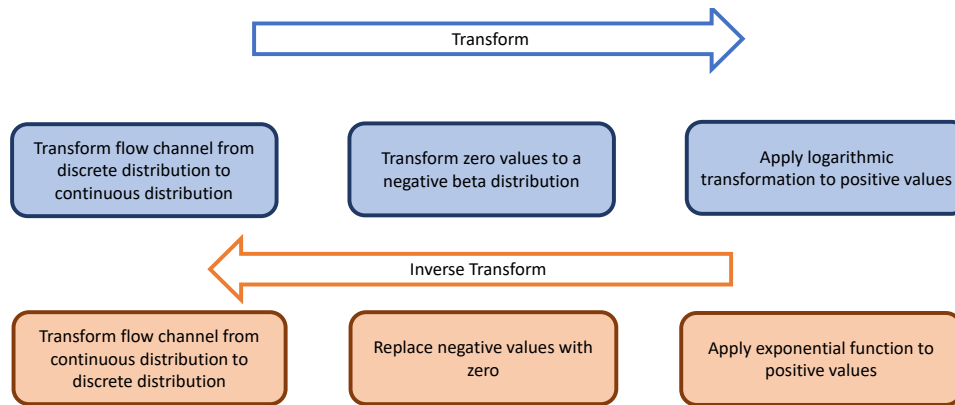 Transform
Transform flow channel from
discrete distribution to
continuous distribution
Transform zero values to a
negative beta distribution
Apply logarithmic
transformation to positive values
Inverse Transform
Transform flow channel from
continuous distribution to
discrete distribution
Replace negative values with
zero
Apply exponential function to
positive values